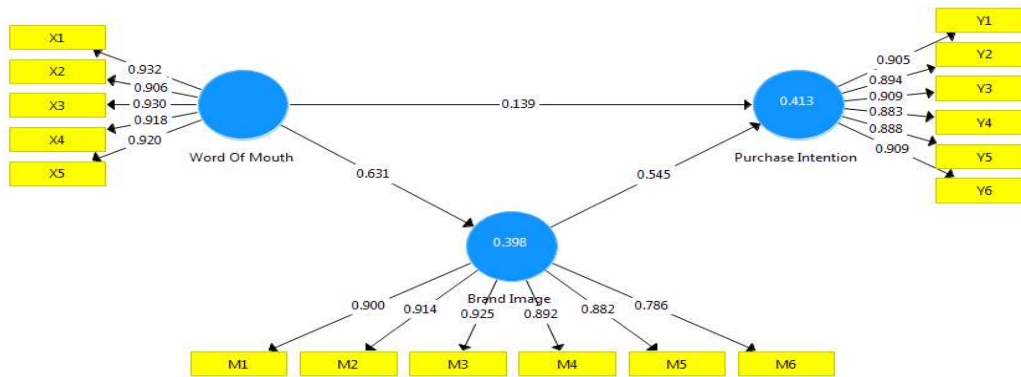 X1
X2
X3
X4
X5
0.932
0.906
0.930
0.918
0.920
Word Of Mouth
0.139
0.631
0.413
Purchase Intention
0.545
0.905
0.894
0.909
0.883
0.888
0.909
Y1
Y2
Y3
Y4
Y5
Y6
0.398
Brand Image
0.900
0.914
0.925
0.892
0.882
0.786
M1
M2
M3
M4
M5
M6